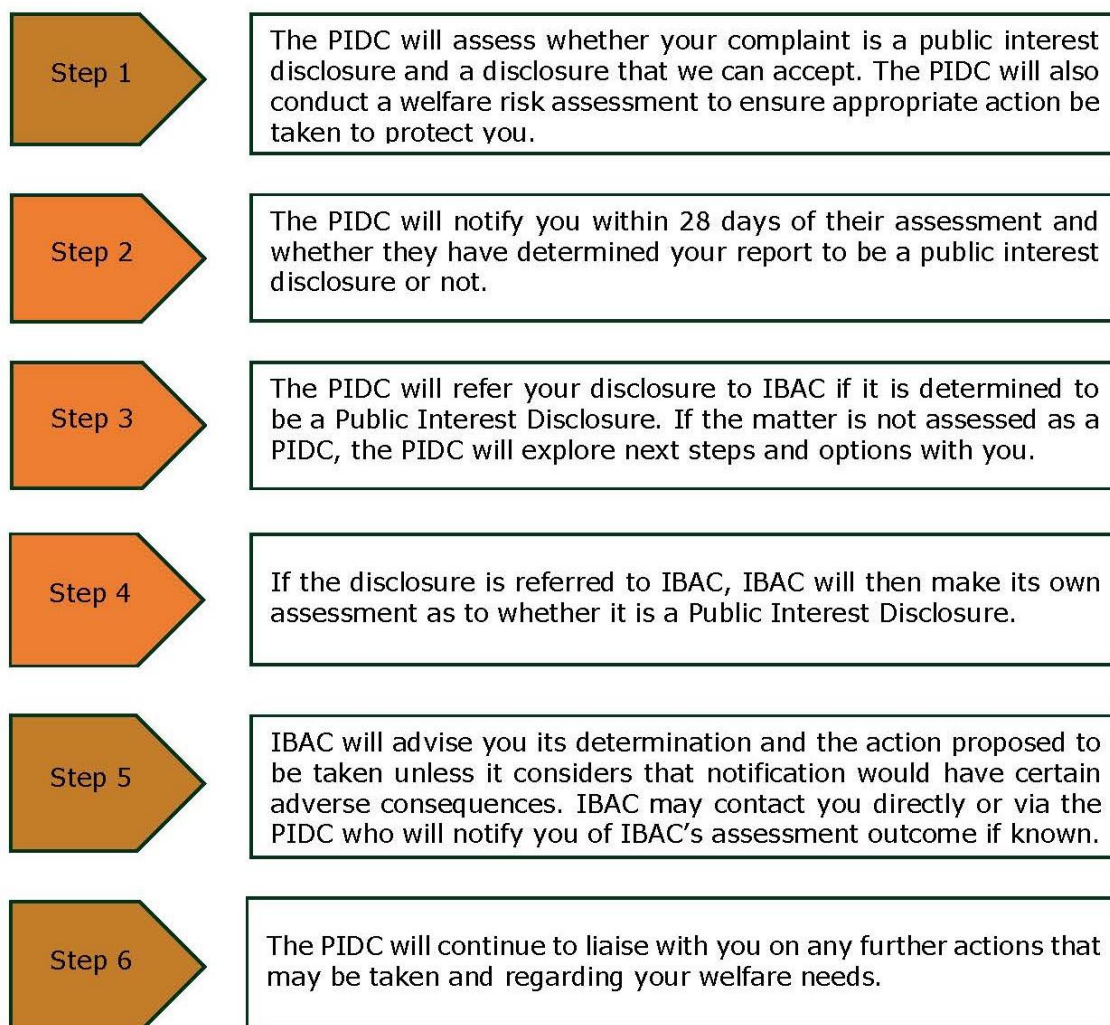 Step 1
The PIDC will assess whether your complaint is a public interest
disclosure and a disclosure that we can accept. The PIDC will also
conduct a welfare risk assessment to ensure appropriate action be
taken to protect you.
Step 2
The PIDC will notify you within 28 days of their assessment and
whether they have determined your report to be a public interest
disclosure or not.
Step 3
The PIDC will refer your disclosure to IBAC if it is determined to
be a Public Interest Disclosure. If the matter is not assessed as a
PIDC, the PIDC will explore next steps and options with you.
Step 4
If the disclosure is referred to IBAC, IBAC will then make its own
assessment as to whether it is a Public Interest Disclosure.
Step 5
IBAC will advise you its determination and the action proposed to
be taken unless it considers that notification would have certain
adverse consequences. IBAC may contact you directly or via the
PIDC who will notify you of IBAC’s assessment outcome if known.
Step 6
The PIDC will continue to liaise with you on any further actions that
may be taken and regarding your welfare needs.